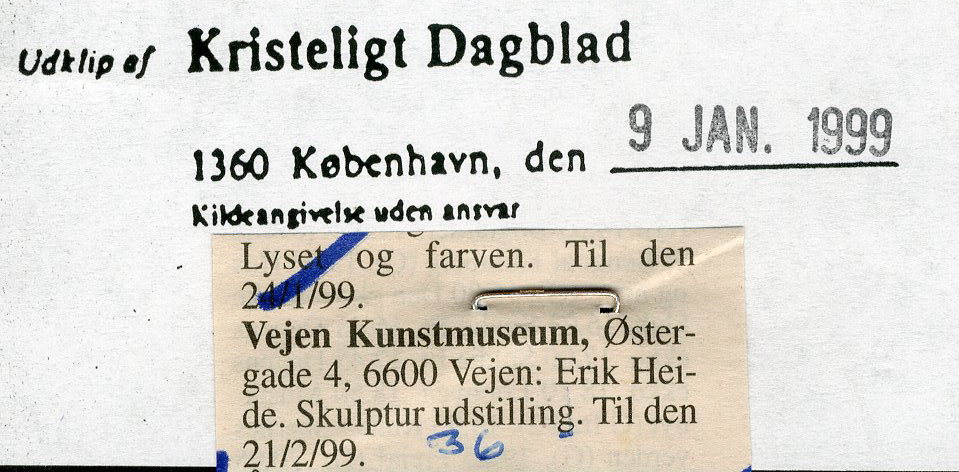 Udklip af Kristeligt Dagblad
9 JAN. 1999
1360 København, den
Kildeangivelse uden ansvar
Lyset og farven. Til den
24/1/99.
Vejen Kunstmuseum, Øster-
gade 4, 6600 Vejen: Erik Hei-
de. Skulptur udstilling. Til den
21/2/99.
36